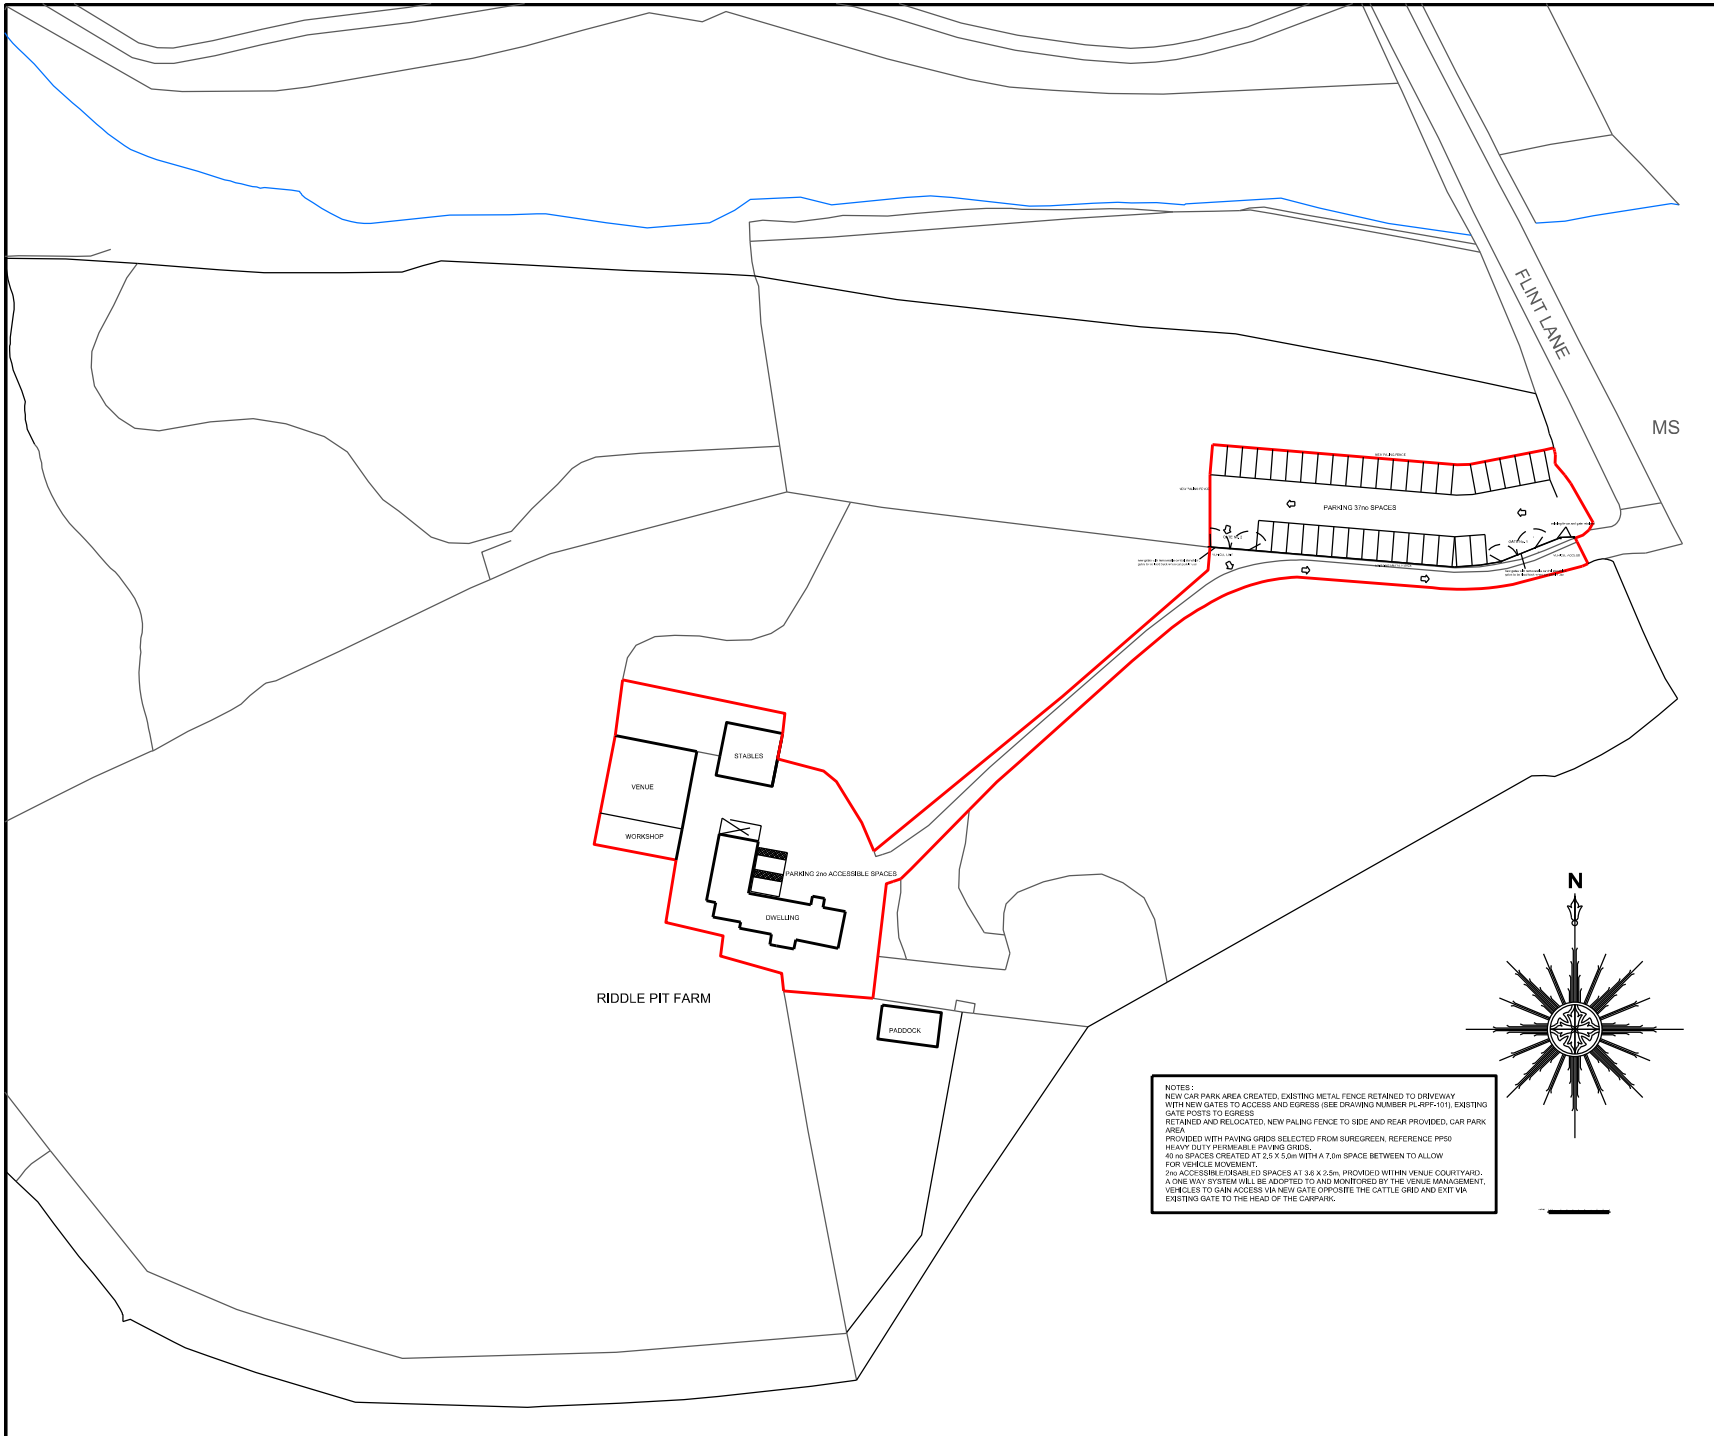 FLINT LANE
MS
NEW PALING FENCE
PARKING 37no SPACES
STABLES
VENUE
WORKSHOP
PARKING 2no ACCESSIBLE SPACES
DWELLING
RIDDLE PIT FARM
PADDOCK
N
NOTES :
NEW CAR PARK AREA CREATED, EXISTING METAL FENCE RETAINED TO DRIVEWAY
WITH NEW GATES TO ACCESS AND EGRESS (SEE DRAWING NUMBER PL-RPF-101), EXISTING
GATE POSTS TO EGRESS
RETAINED AND RELOCATED, NEW PALING FENCE TO SIDE AND REAR PROVIDED, CAR PARK
AREA
PROVIDED WITH PAVING GRIDS SELECTED FROM SUREGREEN, REFERENCE PP50
HEAVY DUTY PERMEABLE PAVING GRIDS.
40 no SPACES CREATED AT 2.5 X 5.0m WITH A 7.0m SPACE BETWEEN TO ALLOW
FOR VEHICLE MOVEMENT.
2no ACCESSIBLE/DISABLED SPACES AT 3.6 X 2.5m, PROVIDED WITHIN VENUE COURTYARD.
A ONE WAY SYSTEM WILL BE ADOPTED TO AND MONITORED BY THE VENUE MANAGEMENT,
VEHICLES TO GAIN ACCESS VIA NEW GATE OPPOSITE THE CATTLE GRID AND EXIT VIA
EXISTING GATE TO THE HEAD OF THE CARPARK.